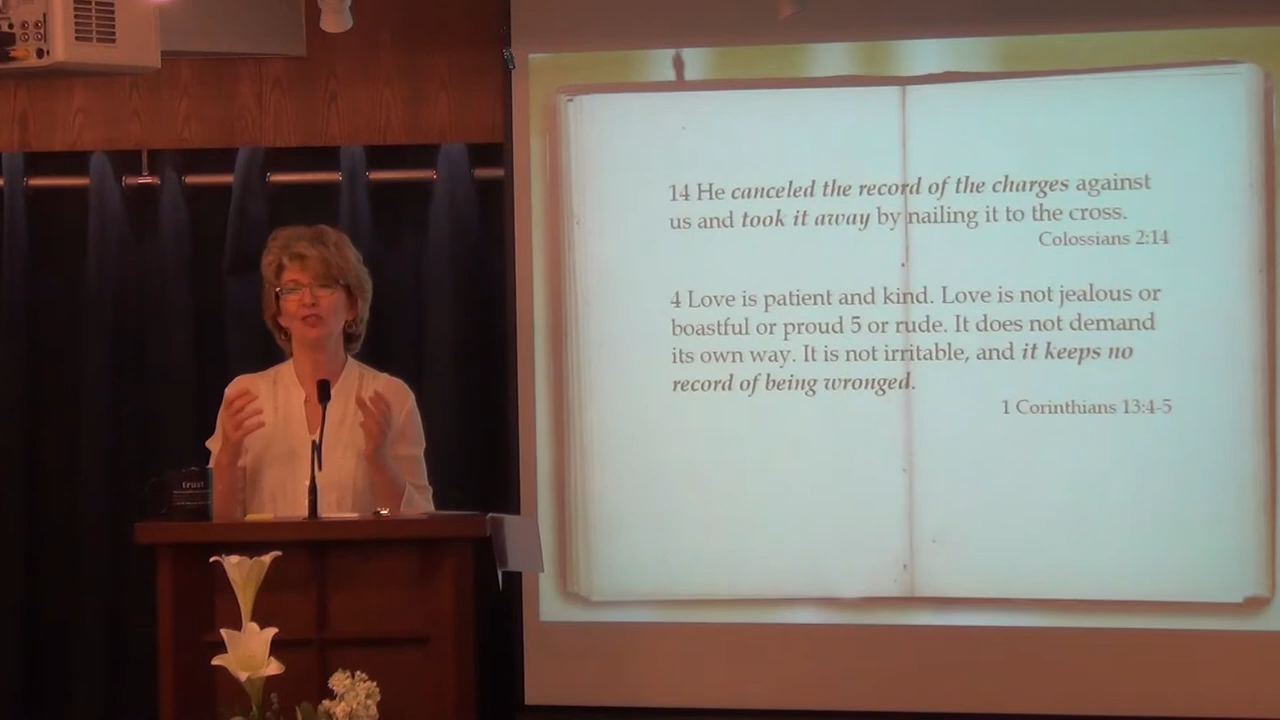 14 He canceled the record of the charges against
us and took it away by nailing it to the cross.
Colossians 2:14
4 Love is patient and kind. Love is not jealous or
boastful or proud 5 or rude. It does not demand
its own way. It is not irritable, and it keeps no
record of being wronged.
1 Corinthians 13:4-5
trust